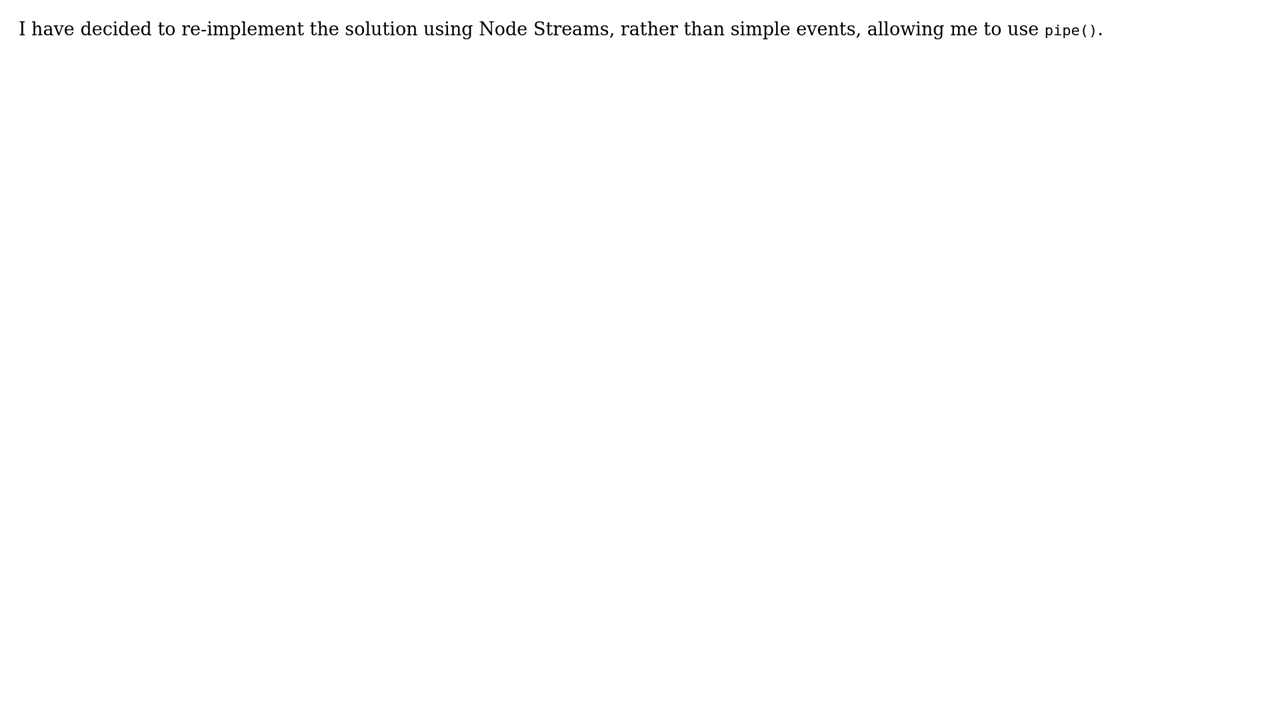 I have decided to re-implement the solution using Node Streams, rather than simple events, allowing me to use pipe().